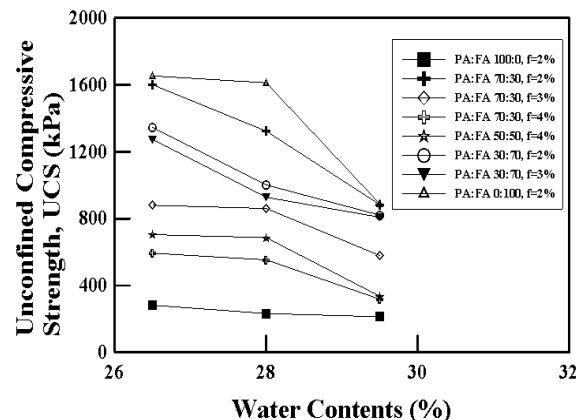 Unconfined Compressive
Strength, UCS (kPa)
2000
1600
1200
800
400
0
PA:FA 100:0, f=2%
PA:FA 70:30, f=2%
PA:FA 70:30, f=3%
PA:FA 70:30, f=4%
PA:FA 50:50, f=4%
PA:FA 30:70, f=2%
PA:FA 30:70, f=3%
PA:FA 0:100, f=2%
26
28
30
32
Water Contents (%)